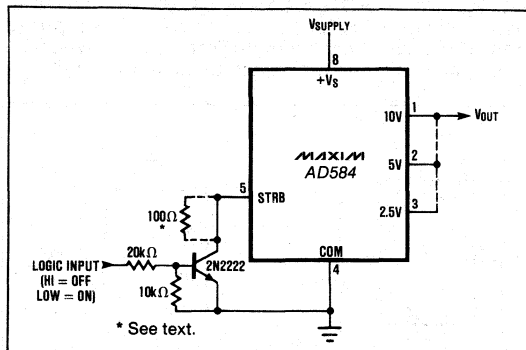 VSUPPLY
8
+VS
10V
1
VOUT
MAXIM
AD584
5V
2
5
STRB
100Ω
*
2.5V
3
LOGIC INPUT
(HI = OFF
LOW = ON)
20kΩ
2N2222
10kΩ
COM
4
* See text.